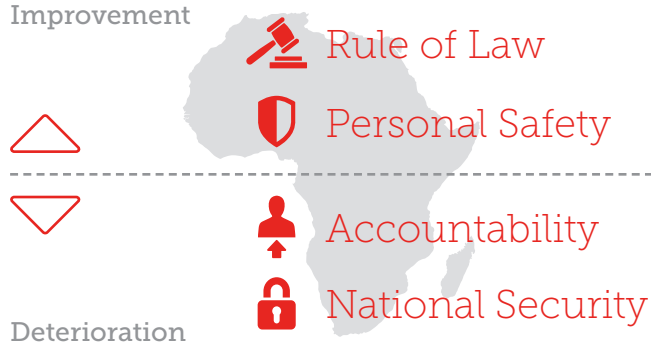 Improvement
Rule of Law
Personal Safety
Accountability
National Security
Deterioration